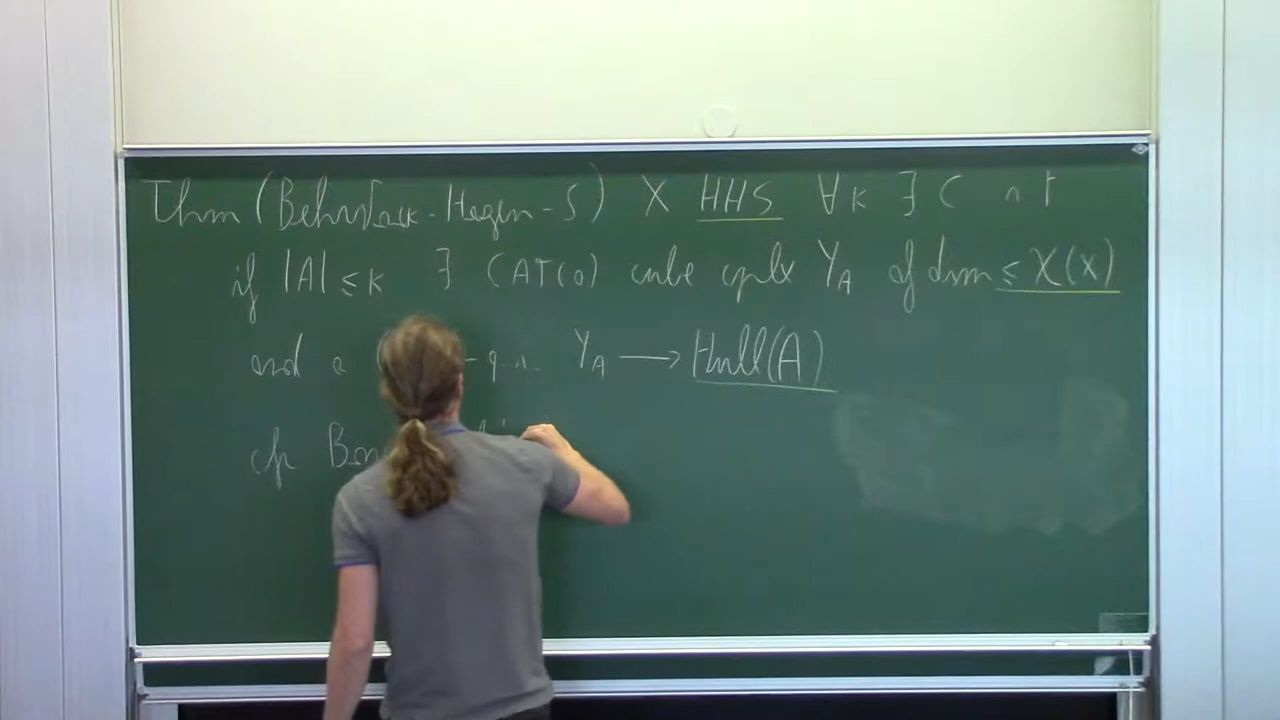 Thm (Behrstock-Hagen-S) X HHS ∀k ∃ C s.t
if |A| ≤ k ∃ CAT(0) cube cplx Y_A of dim ≤ χ(X)
and a -q.i. Y_A ⟶ Hull(A)
cf